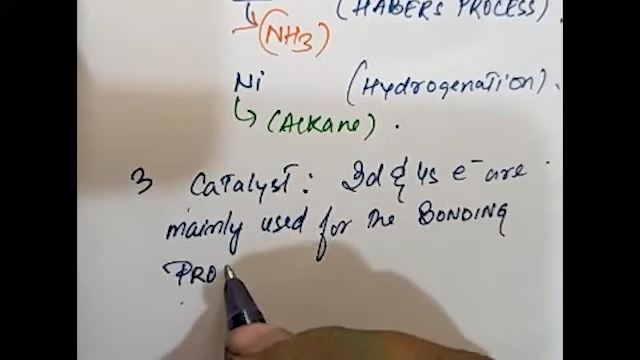 (HABERS PROCESS).
(NH3)
Ni (Hydrogenation).
(Alkane).
3 Catalyst: 3d & 4s e⁻ are
mainly used for the BONDING
PRO